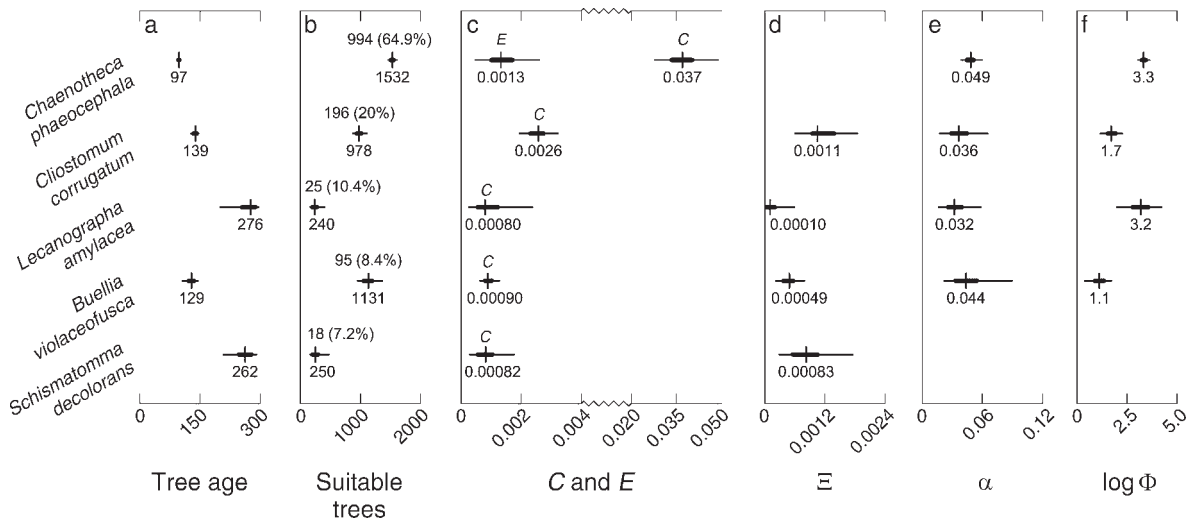 a b c d e f
Chaenotheca
phaeocephala
97
994 (64.9%)
1532
E
0.0013
C
0.037
0.049
3.3
Cliostomum
corrugatum
139
196 (20%)
978
C
0.0026
0.0011
0.036
1.7
Lecanographa
amylacea
276
25 (10.4%)
240
C
0.00080
0.00010
0.032
3.2
Buellia
violaceofusca
129
95 (8.4%)
1131
C
0.00090
0.00049
0.044
1.1
Schismatomma
decolorans
262
18 (7.2%)
250
C
0.00082
0.00083
0 150 300
0 1000 2000
0 0.002 0.004 0.020 0.035 0.050
0 0.0012 0.0024
0 0.06 0.12
0 2.5 5.0
Tree age
Suitable
trees
C and E
Ξ
α
log Φ